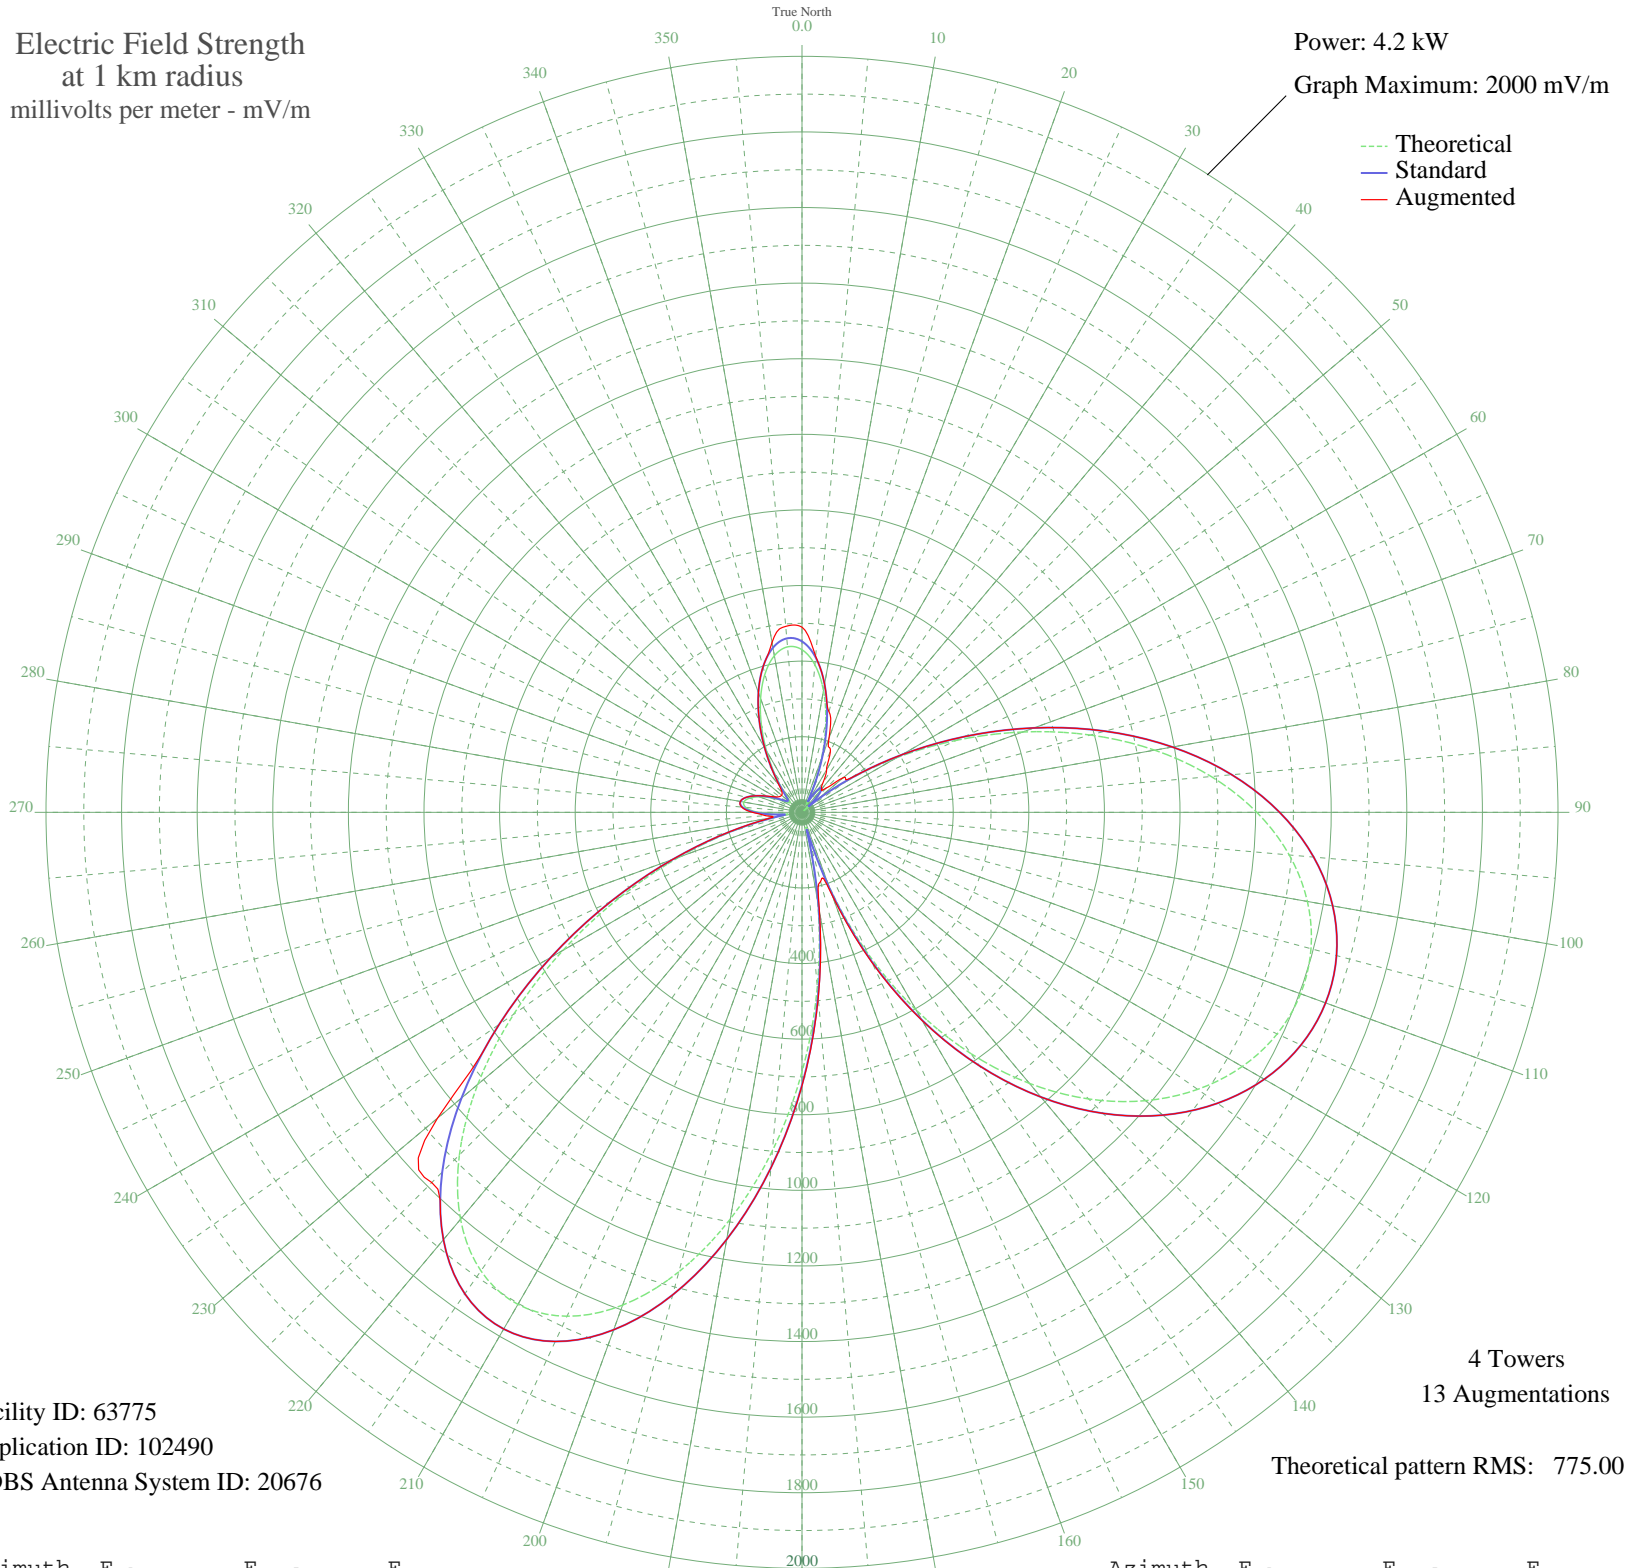 True North
0.0
Electric Field Strength
at 1 km radius
millivolts per meter - mV/m
Power: 4.2 kW
Graph Maximum: 2000 mV/m
Theoretical
Standard
Augmented
10
20
30
40
50
60
70
80
90
100
110
120
130
140
150
160
200
210
220
230
240
250
260
270
280
290
300
310
320
330
340
350
400
600
800
1000
1200
1400
1600
1800
2000
4 Towers
13 Augmentations
Theoretical pattern RMS: 775.00
cility ID: 63775
plication ID: 102490
DBS Antenna System ID: 20676
imuth E E E
Azimuth E E E